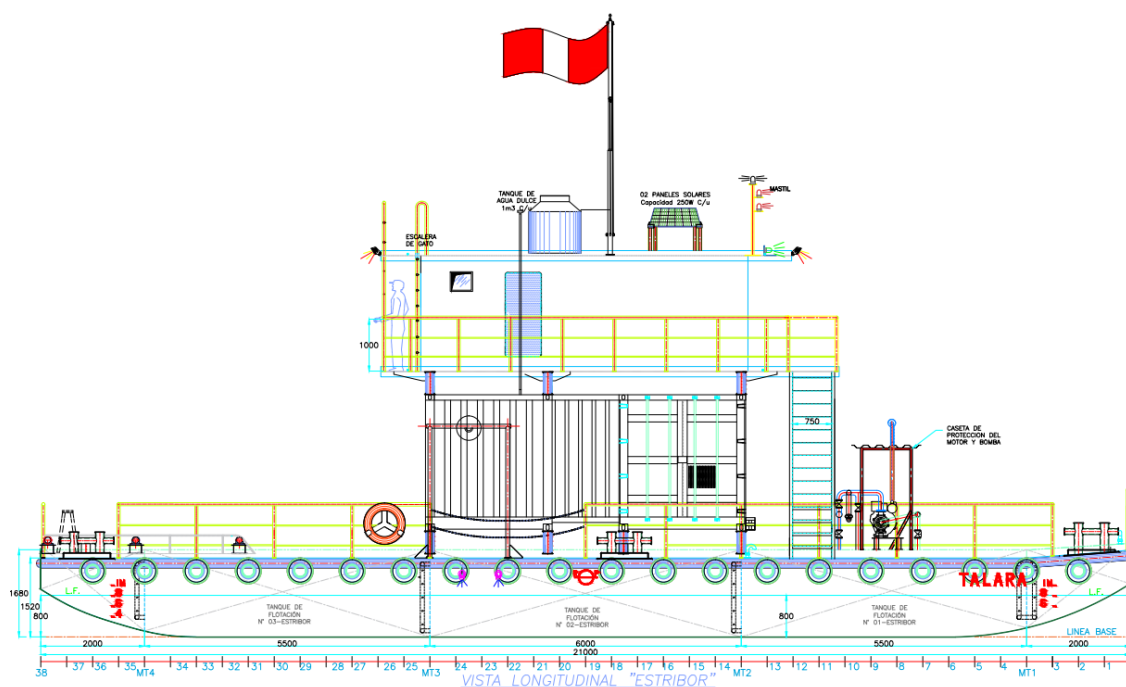 TANQUE DE
AGUA DULCE
1m3 C/u
02 PANELES SOLARES
Capacidad 250W C/u
MASTIL
ESCALERA
DE GATO
1000
750
CASETA DE
PROTECCION DEL
MOTOR Y BOMBA
TALARA
1680
1520
800
L.F.
TANQUE DE
FLOTACIÓN
N° 03-ESTRIBOR
TANQUE DE
FLOTACIÓN
N° 02-ESTRIBOR
800
TANQUE DE
FLOTACIÓN
N° 01-ESTRIBOR
L.F.
LINEA BASE
2000 5500 6000 5500 2000
21000
38 37 36 35 MT4 34 33 32 31 30 29 28 27 26 25 MT3 24 23 22 21 20 19 18 17 16 15 14 MT2 13 12 11 10 9 8 7 6 5 4 MT1 3 2 1
VISTA LONGITUDINAL "ESTRIBOR"